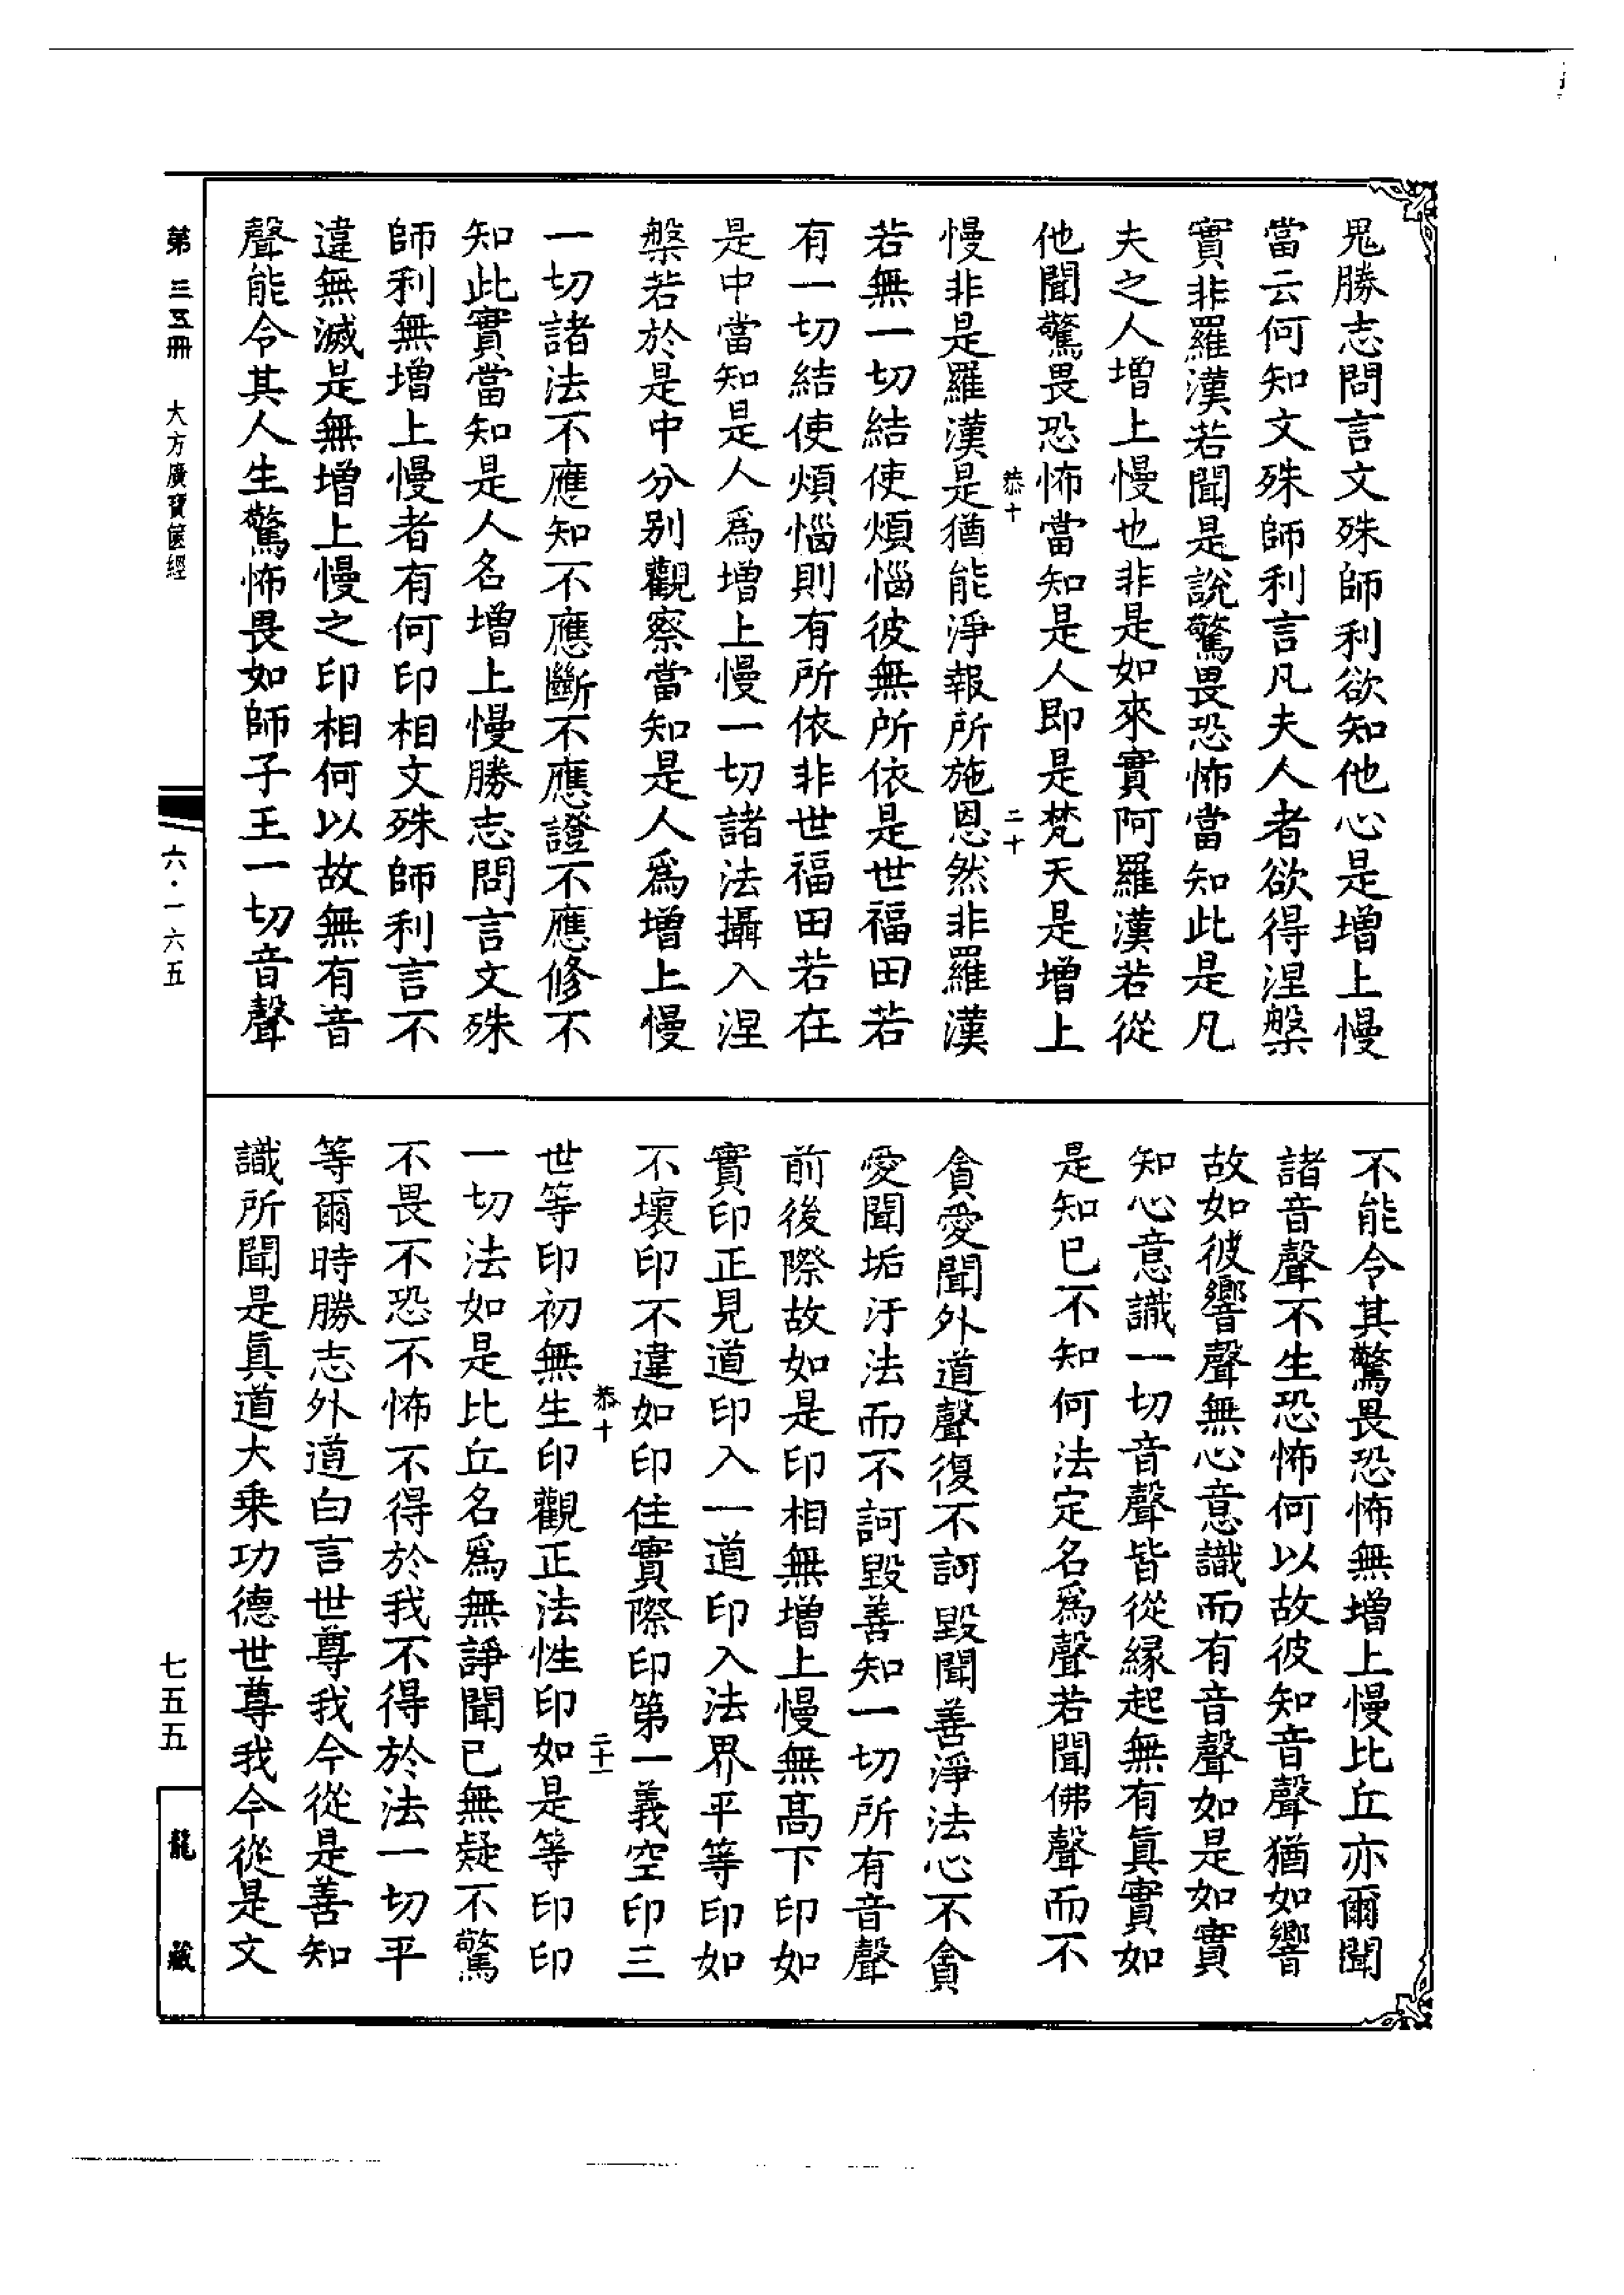 鬼勝志問言文殊師利欲知他心是增上慢
當云何知文殊師利言凡夫人者欲得涅槃
實非羅漢若聞是說驚畏恐怖當知此是凡
夫之人增上慢也非是如來實阿羅漢若從
他聞驚畏恐怖當知是人即是梵天是增上
恭十
二十
慢非是羅漢是猶能淨報所施恩然非羅漢
若無一切結使煩惱彼無所依是世福田若
有一切結使煩惱則有所依非世福田若在
是中當知是人爲增上慢一切諸法攝入涅
槃若於是中分别觀察當知是人爲增上慢
一切諸法不應知不應斷不應證不應修不
知此實當知是人名增上慢勝志問言文殊
師利無增上慢者有何印相文殊師利言不
違無滅是無增上慢之印相何以故無有音
聲能令其人生驚怖畏如師子王一切音聲
不能令其驚畏恐怖無增上慢比丘亦爾聞
諸音聲不生恐怖何以故彼知音聲猶如響
故如彼響聲無心意識而有音聲如是如實
知心意識一切音聲皆從緣起無有眞實如
是知已不知何法定名爲聲若聞佛聲而不
貪愛聞外道聲復不訶毀聞善淨法心不貪
愛聞垢汙法而不訶毀善知一切所有音聲
前後際故如是印相無增上慢無高下印如
實印正見道印入一道印入法界平等印如
不壞印不違如印住實際印第一義空印三
恭十
二十一
世等印初無生印觀正法性印如是等印印
一切法如是比丘名爲無諍聞已無疑不驚
不畏不恐不怖不得於我不得於法一切平
等爾時勝志外道白言世尊我今從是善知
識所聞是眞道大乗功德世尊我今從是文
第三五冊 大方廣寶篋經
六·一六五
七五五
龍藏